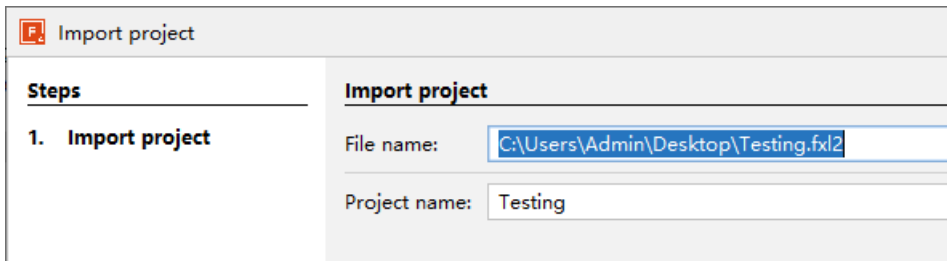 Import project
Steps
1. Import project
Import project
File name: C:\Users\Admin\Desktop\Testing.fxl2
Project name: Testing